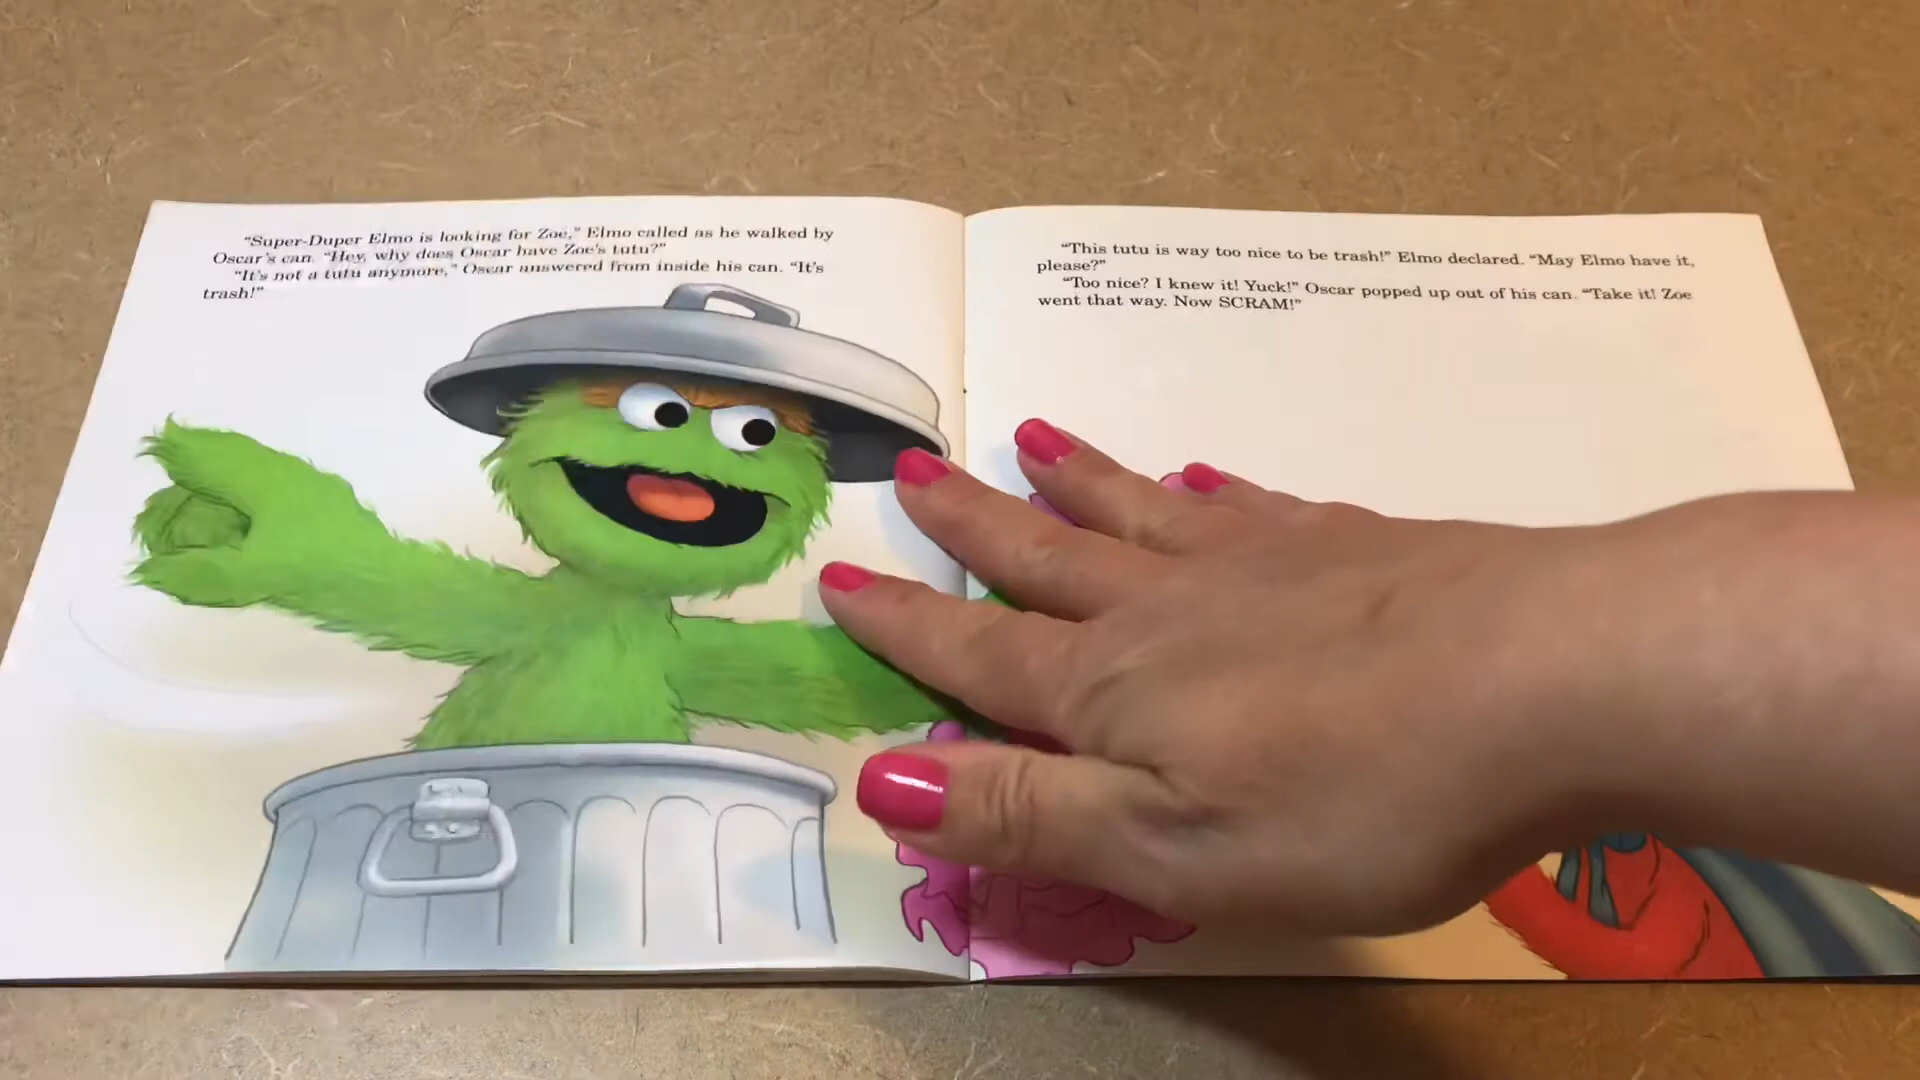 “Super-Duper Elmo is looking for Zoe,” Elmo called as he walked by
Oscar’s can. “Hey, why does Oscar have Zoe’s tutu?”
“It’s not a tutu anymore,” Oscar answered from inside his can. “It’s
trash!”
“This tutu is way too nice to be trash!” Elmo declared. “May Elmo have it,
please?”
“Too nice? I knew it! Yuck!” Oscar popped up out of his can. “Take it! Zoe
went that way. Now SCRAM!”